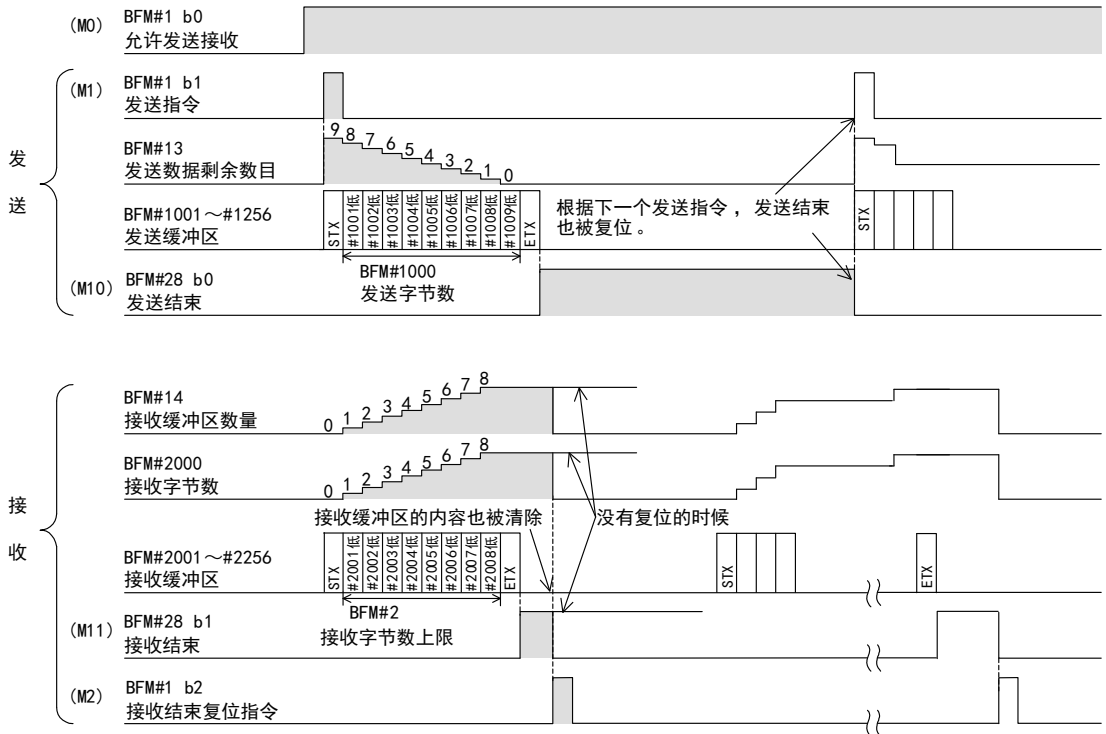 (M0)
BFM#1 b0
允许发送接收
发
送
(M1)
BFM#1 b1
发送指令
9 8 7 6 5 4 3 2 1 0
BFM#13
发送数据剩余数目
BFM#1001～#1256
发送缓冲区
STX
#1001低
#1002低
#1003低
#1004低
#1005低
#1006低
#1007低
#1008低
#1009低
ETX
根据下一个发送指令，发送结束
也被复位。
STX
BFM#1000
发送字节数
(M10)
BFM#28 b0
发送结束
接
收
BFM#14
接收缓冲区数量
0 1 2 3 4 5 6 7 8
BFM#2000
接收字节数
0 1 2 3 4 5 6 7 8
接收缓冲区的内容也被清除
没有复位的时候
BFM#2001～#2256
接收缓冲区
STX
#2001低
#2002低
#2003低
#2004低
#2005低
#2006低
#2007低
#2008低
ETX
STX
ETX
BFM#2
接收字节数上限
(M11)
BFM#28 b1
接收结束
(M2)
BFM#1 b2
接收结束复位指令